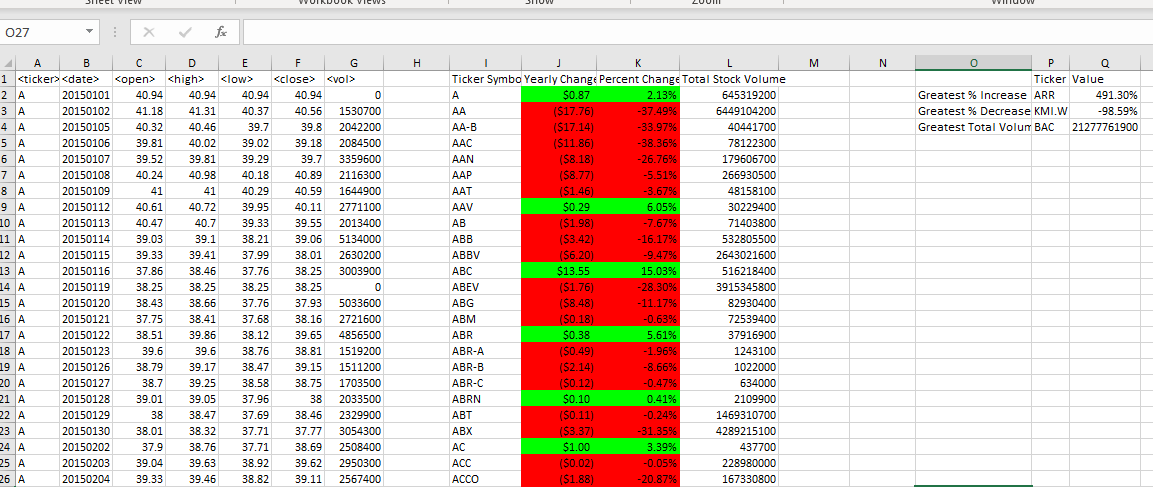 Sheet View Workbook Views Show Zoom Window
O27 fx
A B C D E F G H I J K L M N O P Q
1 <ticker> <date> <open> <high> <low> <close> <vol> Ticker Symbo Yearly Change Percent Change Total Stock Volume Ticker Value
2 A 20150101 40.94 40.94 40.94 40.94 0 A $0.87 2.13% 645319200 Greatest % Increase ARR 491.30%
3 A 20150102 41.18 41.31 40.37 40.56 1530700 AA ($17.76) -37.49% 6449104200 Greatest % Decrease KMI.W -98.59%
4 A 20150105 40.32 40.46 39.7 39.8 2042200 AA-B ($17.14) -33.97% 40441700 Greatest Total Volum BAC 21277761900
5 A 20150106 39.81 40.02 39.02 39.18 2084500 AAC ($11.86) -38.36% 78122300
6 A 20150107 39.52 39.81 39.29 39.7 3359600 AAN ($8.18) -26.76% 179606700
7 A 20150108 40.24 40.98 40.18 40.89 2116300 AAP ($8.77) -5.51% 266930500
8 A 20150109 41 41 40.29 40.59 1644900 AAT ($1.46) -3.67% 48158100
9 A 20150112 40.61 40.72 39.95 40.11 2771100 AAV $0.29 6.05% 30229400
10 A 20150113 40.47 40.7 39.33 39.55 2013400 AB ($1.98) -7.67% 71403800
11 A 20150114 39.03 39.1 38.21 39.06 5134000 ABB ($3.42) -16.17% 532805500
12 A 20150115 39.33 39.41 37.99 38.01 2630200 ABBV ($6.20) -9.47% 2643021600
13 A 20150116 37.86 38.46 37.76 38.25 3003900 ABC $13.55 15.03% 516218400
14 A 20150119 38.25 38.25 38.25 38.25 0 ABEV ($1.76) -28.30% 3915345800
15 A 20150120 38.43 38.66 37.76 37.93 5033600 ABG ($8.48) -11.17% 82930400
16 A 20150121 37.75 38.41 37.68 38.16 2721600 ABM ($0.18) -0.63% 72539400
17 A 20150122 38.51 39.86 38.12 39.65 4856500 ABR $0.38 5.61% 37916900
18 A 20150123 39.6 39.6 38.76 38.81 1519200 ABR-A ($0.49) -1.96% 1243100
19 A 20150126 38.79 39.17 38.47 39.15 1511200 ABR-B ($2.14) -8.66% 1022000
20 A 20150127 38.7 39.25 38.58 38.75 1703500 ABR-C ($0.12) -0.47% 634000
21 A 20150128 39.01 39.05 37.96 38 2033500 ABRN $0.10 0.41% 2109900
22 A 20150129 38 38.47 37.69 38.46 2329900 ABT ($0.11) -0.24% 1469310700
23 A 20150130 38.01 38.32 37.71 37.77 3054300 ABX ($3.37) -31.35% 4289215100
24 A 20150202 37.9 38.76 37.71 38.69 2508400 AC $1.00 3.39% 437700
25 A 20150203 39.04 39.63 38.92 39.62 2950300 ACC ($0.02) -0.05% 228980000
26 A 20150204 39.33 39.46 38.82 39.11 2567400 ACCO ($1.88) -20.87% 167330800